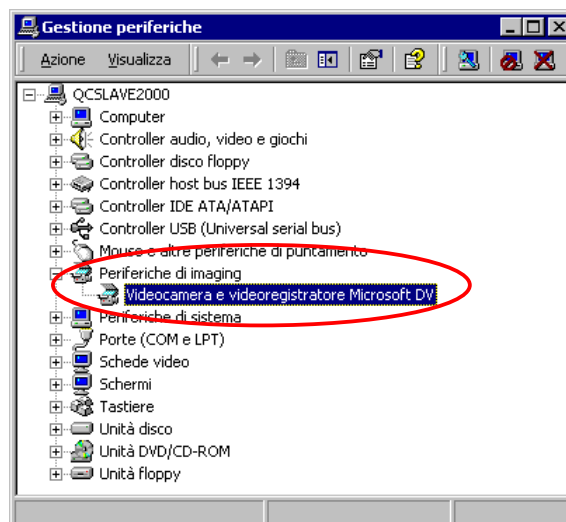 Gestione periferiche
Azione Visualizza
QCSLAVE2000
Computer
Controller audio, video e giochi
Controller disco floppy
Controller host bus IEEE 1394
Controller IDE ATA/ATAPI
Controller USB (Universal serial bus)
Mouse e altre periferiche di puntamento
Periferiche di imaging
Videocamera e videoregistratore Microsoft DV
Periferiche di sistema
Porte (COM e LPT)
Schede video
Schermi
Tastiere
Unità disco
Unità DVD/CD-ROM
Unità floppy